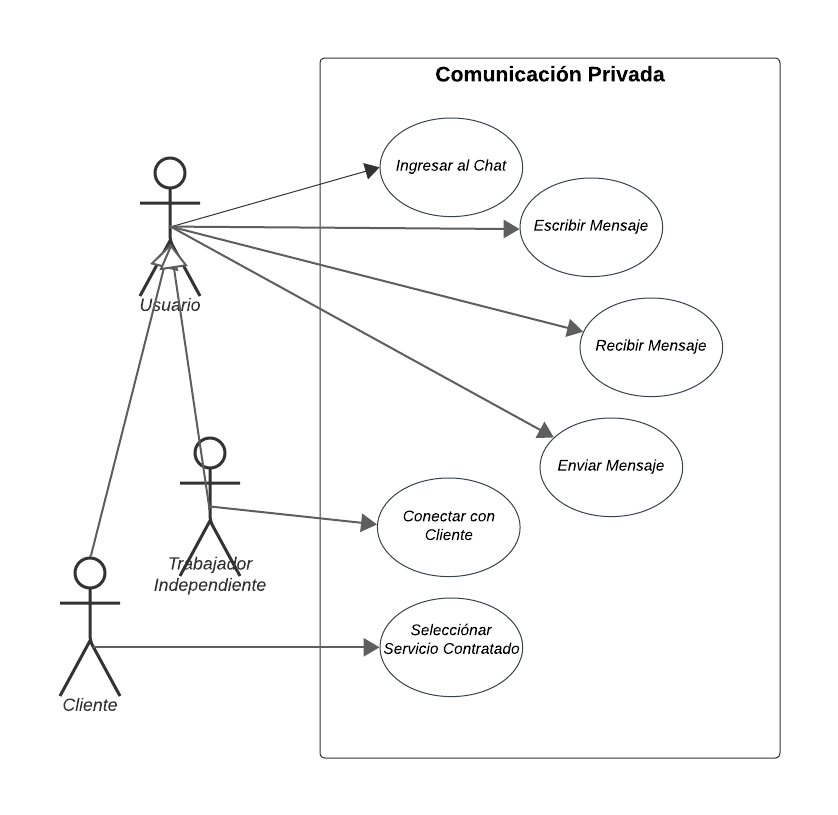 Comunicación Privada
Ingresar al Chat
Escribir Mensaje
Usuario
Recibir Mensaje
Enviar Mensaje
Conectar con
Cliente
Trabajador
Independiente
Selecciónar
Servicio Contratado
Cliente